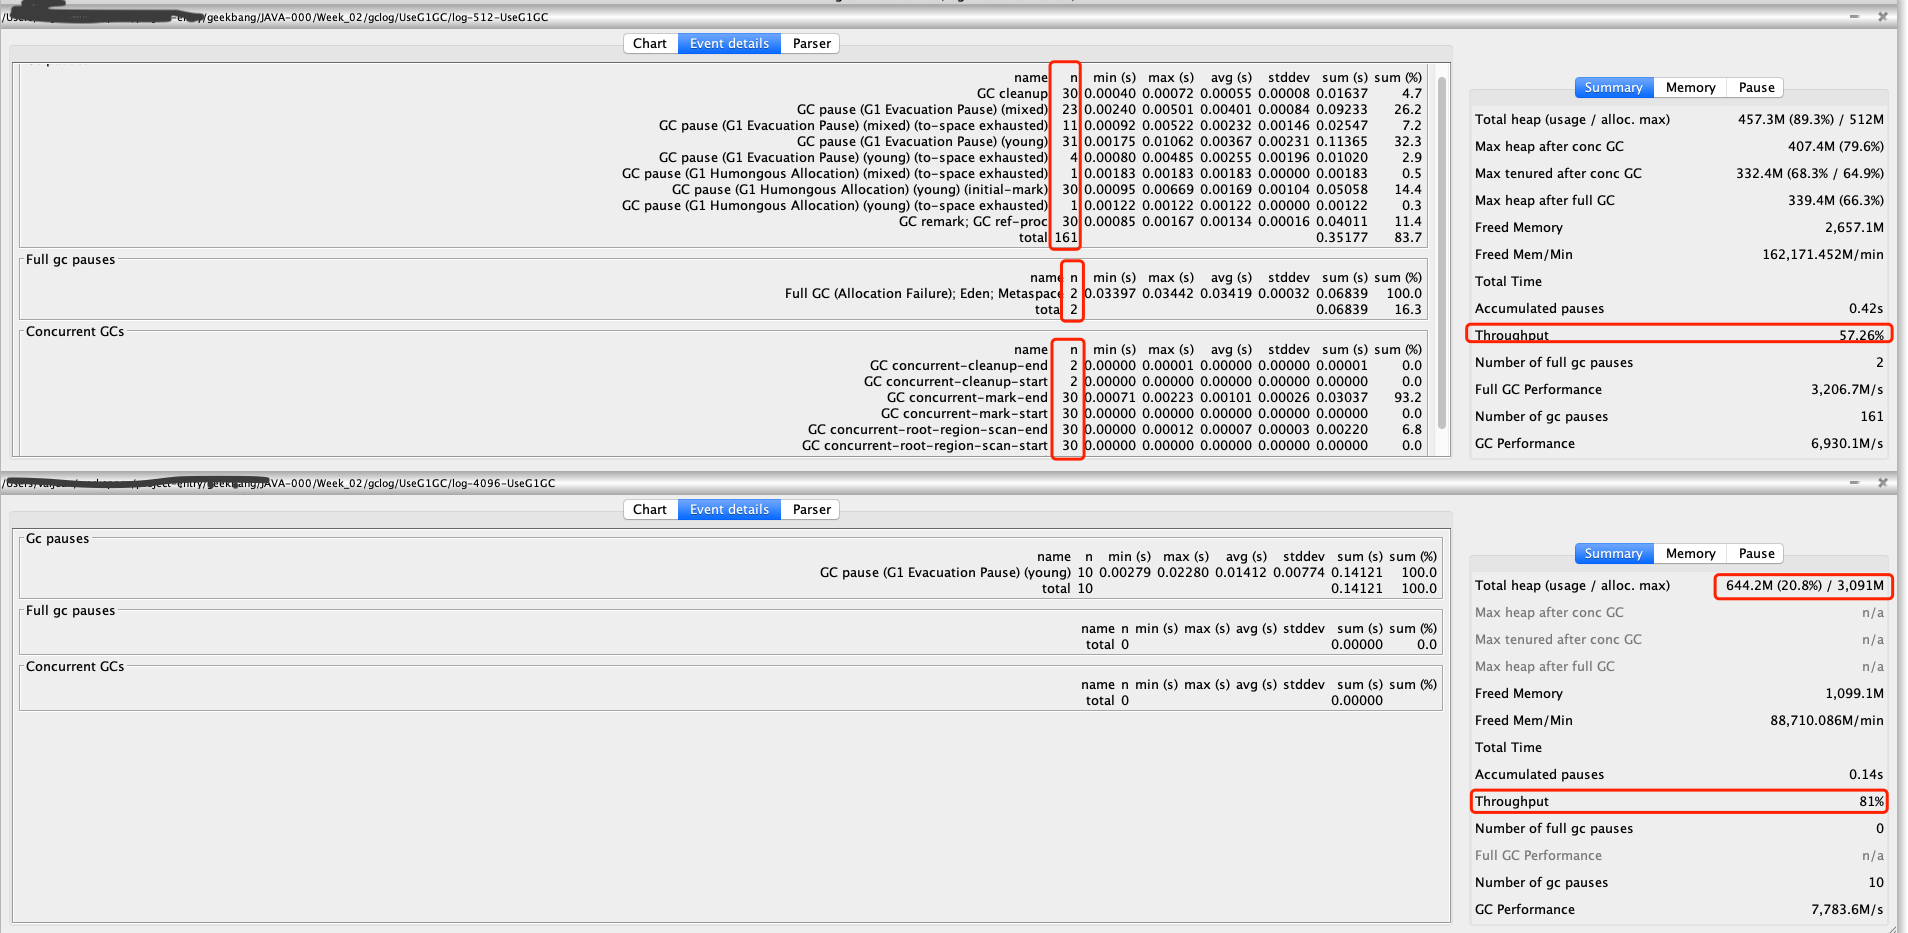 /geekbang/JAVA-000/Week_02/gclog/UseG1GC/log-512-UseG1GC
Chart Event details Parser
name n min (s) max (s) avg (s) stddev sum (s) sum (%)
GC cleanup 30 0.00040 0.00072 0.00055 0.00008 0.01637 4.7
GC pause (G1 Evacuation Pause) (mixed) 23 0.00240 0.00501 0.00401 0.00084 0.09233 26.2
GC pause (G1 Evacuation Pause) (mixed) (to-space exhausted) 11 0.00092 0.00522 0.00232 0.00146 0.02547 7.2
GC pause (G1 Evacuation Pause) (young) 31 0.00175 0.01062 0.00367 0.00231 0.11365 32.3
GC pause (G1 Evacuation Pause) (young) (to-space exhausted) 4 0.00080 0.00485 0.00255 0.00196 0.01020 2.9
GC pause (G1 Humongous Allocation) (mixed) (to-space exhausted) 1 0.00183 0.00183 0.00183 0.00000 0.00183 0.5
GC pause (G1 Humongous Allocation) (young) (initial-mark) 30 0.00095 0.00669 0.00169 0.00104 0.05058 14.4
GC pause (G1 Humongous Allocation) (young) (to-space exhausted) 1 0.00122 0.00122 0.00122 0.00000 0.00122 0.3
GC remark; GC ref-proc 30 0.00085 0.00167 0.00134 0.00016 0.04011 11.4
total 161 0.35177 83.7
Full gc pauses
name n min (s) max (s) avg (s) stddev sum (s) sum (%)
Full GC (Allocation Failure); Eden; Metaspace 2 0.03397 0.03442 0.03419 0.00032 0.06839 100.0
total 2 0.06839 16.3
Concurrent GCs
name n min (s) max (s) avg (s) stddev sum (s) sum (%)
GC concurrent-cleanup-end 2 0.00000 0.00001 0.00000 0.00000 0.00001 0.0
GC concurrent-cleanup-start 2 0.00000 0.00000 0.00000 0.00000 0.00000 0.0
GC concurrent-mark-end 30 0.00071 0.00223 0.00101 0.00026 0.03037 93.2
GC concurrent-mark-start 30 0.00000 0.00000 0.00000 0.00000 0.00000 0.0
GC concurrent-root-region-scan-end 30 0.00000 0.00012 0.00007 0.00003 0.00220 6.8
GC concurrent-root-region-scan-start 30 0.00000 0.00000 0.00000 0.00000 0.00000 0.0
Summary Memory Pause
Total heap (usage / alloc. max) 457.3M (89.3%) / 512M
Max heap after conc GC 407.4M (79.6%)
Max tenured after conc GC 332.4M (68.3% / 64.9%)
Max heap after full GC 339.4M (66.3%)
Freed Memory 2,657.1M
Freed Mem/Min 162,171.452M/min
Total Time
Accumulated pauses 0.42s
Throughput 57.26%
Number of full gc pauses 2
Full GC Performance 3,206.7M/s
Number of gc pauses 161
GC Performance 6,930.1M/s
JAVA-000/Week_02/gclog/UseG1GC/log-4096-UseG1GC
Chart Event details Parser
Gc pauses
name n min (s) max (s) avg (s) stddev sum (s) sum (%)
GC pause (G1 Evacuation Pause) (young) 10 0.00279 0.02280 0.01412 0.00774 0.14121 100.0
total 10 0.14121 100.0
Full gc pauses
name n min (s) max (s) avg (s) stddev sum (s) sum (%)
total 0 0.00000 0.0
Concurrent GCs
name n min (s) max (s) avg (s) stddev sum (s) sum (%)
total 0 0.00000
Summary Memory Pause
Total heap (usage / alloc. max) 644.2M (20.8%) / 3,091M
Max heap after conc GC n/a
Max tenured after conc GC n/a
Max heap after full GC n/a
Freed Memory 1,099.1M
Freed Mem/Min 88,710.086M/min
Total Time
Accumulated pauses 0.14s
Throughput 81%
Number of full gc pauses 0
Full GC Performance n/a
Number of gc pauses 10
GC Performance 7,783.6M/s